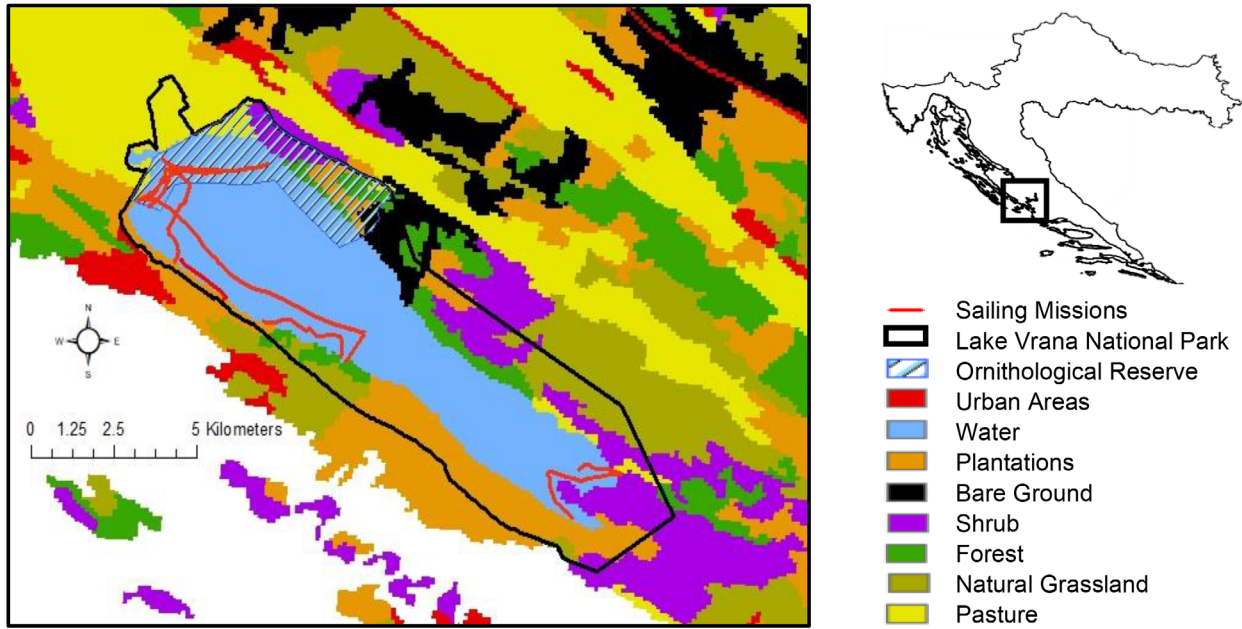 N
W E
S
0 1.25 2.5 5 Kilometers
Sailing Missions
Lake Vrana National Park
Ornithological Reserve
Urban Areas
Water
Plantations
Bare Ground
Shrub
Forest
Natural Grassland
Pasture